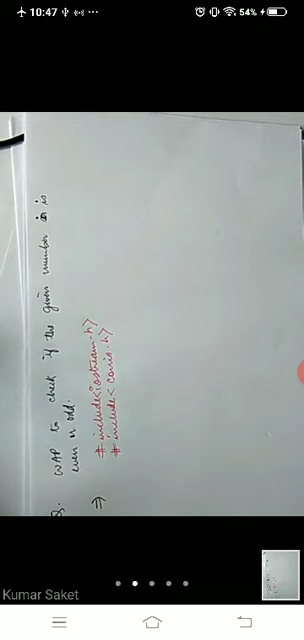 10:47
54%
Q. WAP to check if the given number is
even or odd.
⇒ #include<iostream.h>
#include<conio.h>
Kumar Saket